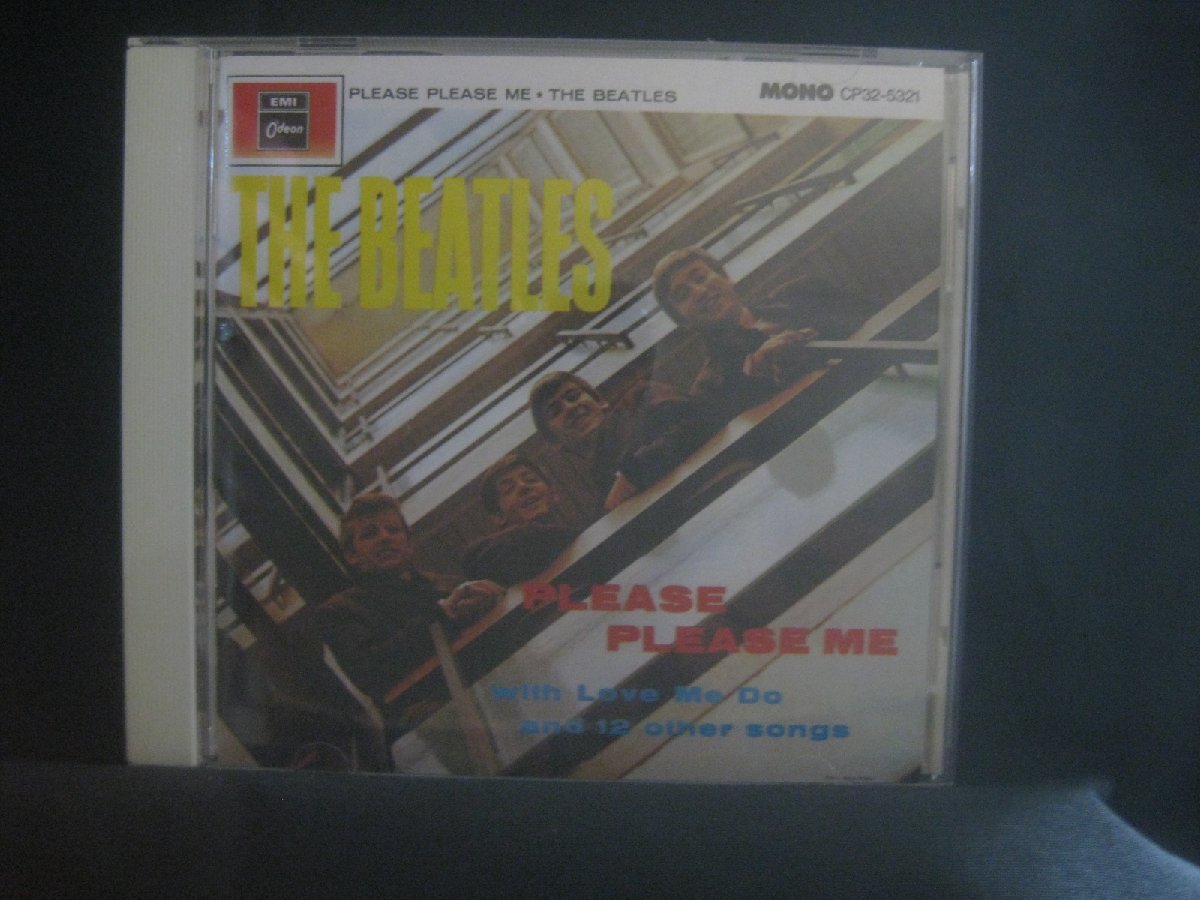 EMI
Odeon
PLEASE PLEASE ME • THE BEATLES
MONO CP32-5321
THE BEATLES
PLEASE
PLEASE ME
with Love Me Do
and 12 other songs